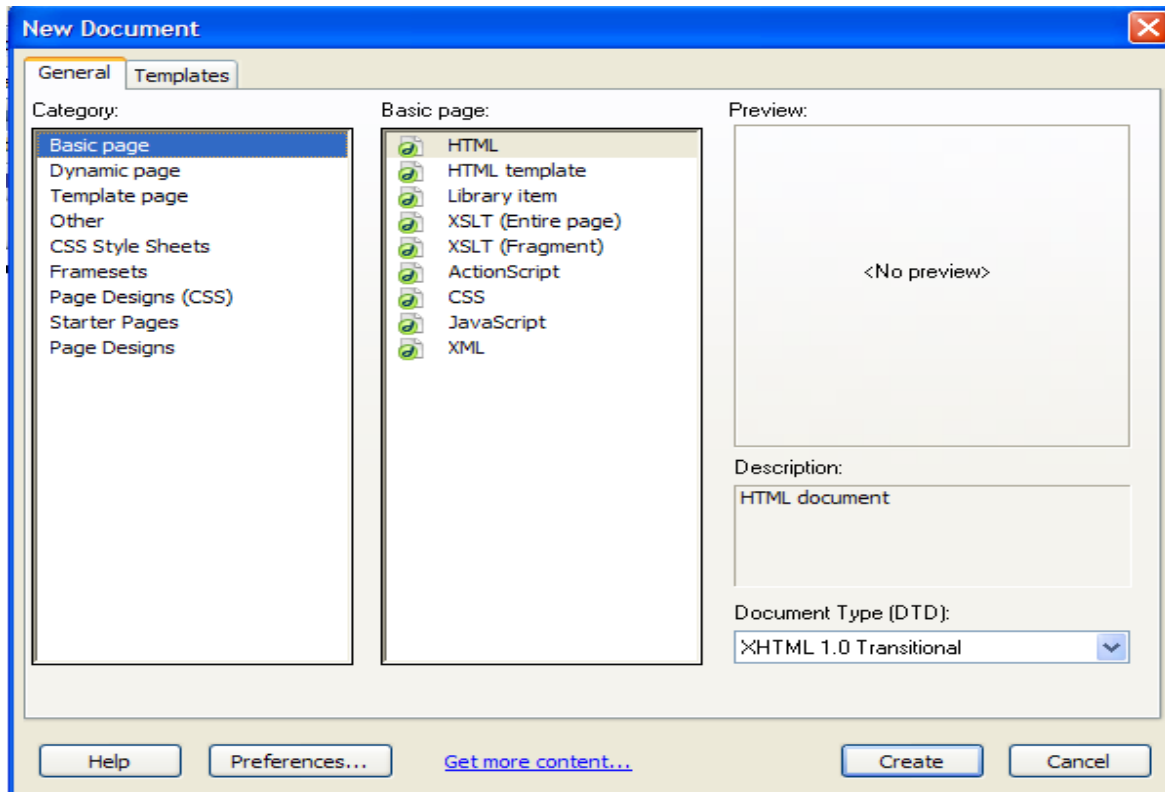 New Document
General
Templates
Category:
Basic page
Dynamic page
Template page
Other
CSS Style Sheets
Framesets
Page Designs (CSS)
Starter Pages
Page Designs
Basic page:
HTML
HTML template
Library item
XSLT (Entire page)
XSLT (Fragment)
ActionScript
CSS
JavaScript
XML
Preview:
<No preview>
Description:
HTML document
Document Type (DTD):
XHTML 1.0 Transitional
Help
Preferences...
Get more content...
Create
Cancel